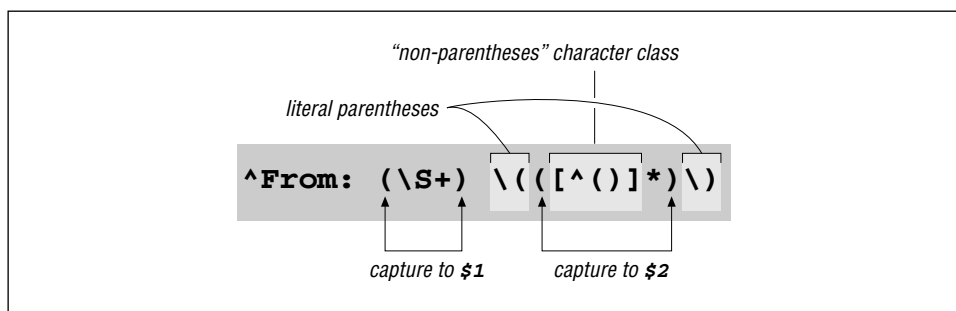 “non-parentheses” character class
literal parentheses
^From: (\S+) \(([^()]*)\)
capture to $1 capture to $2